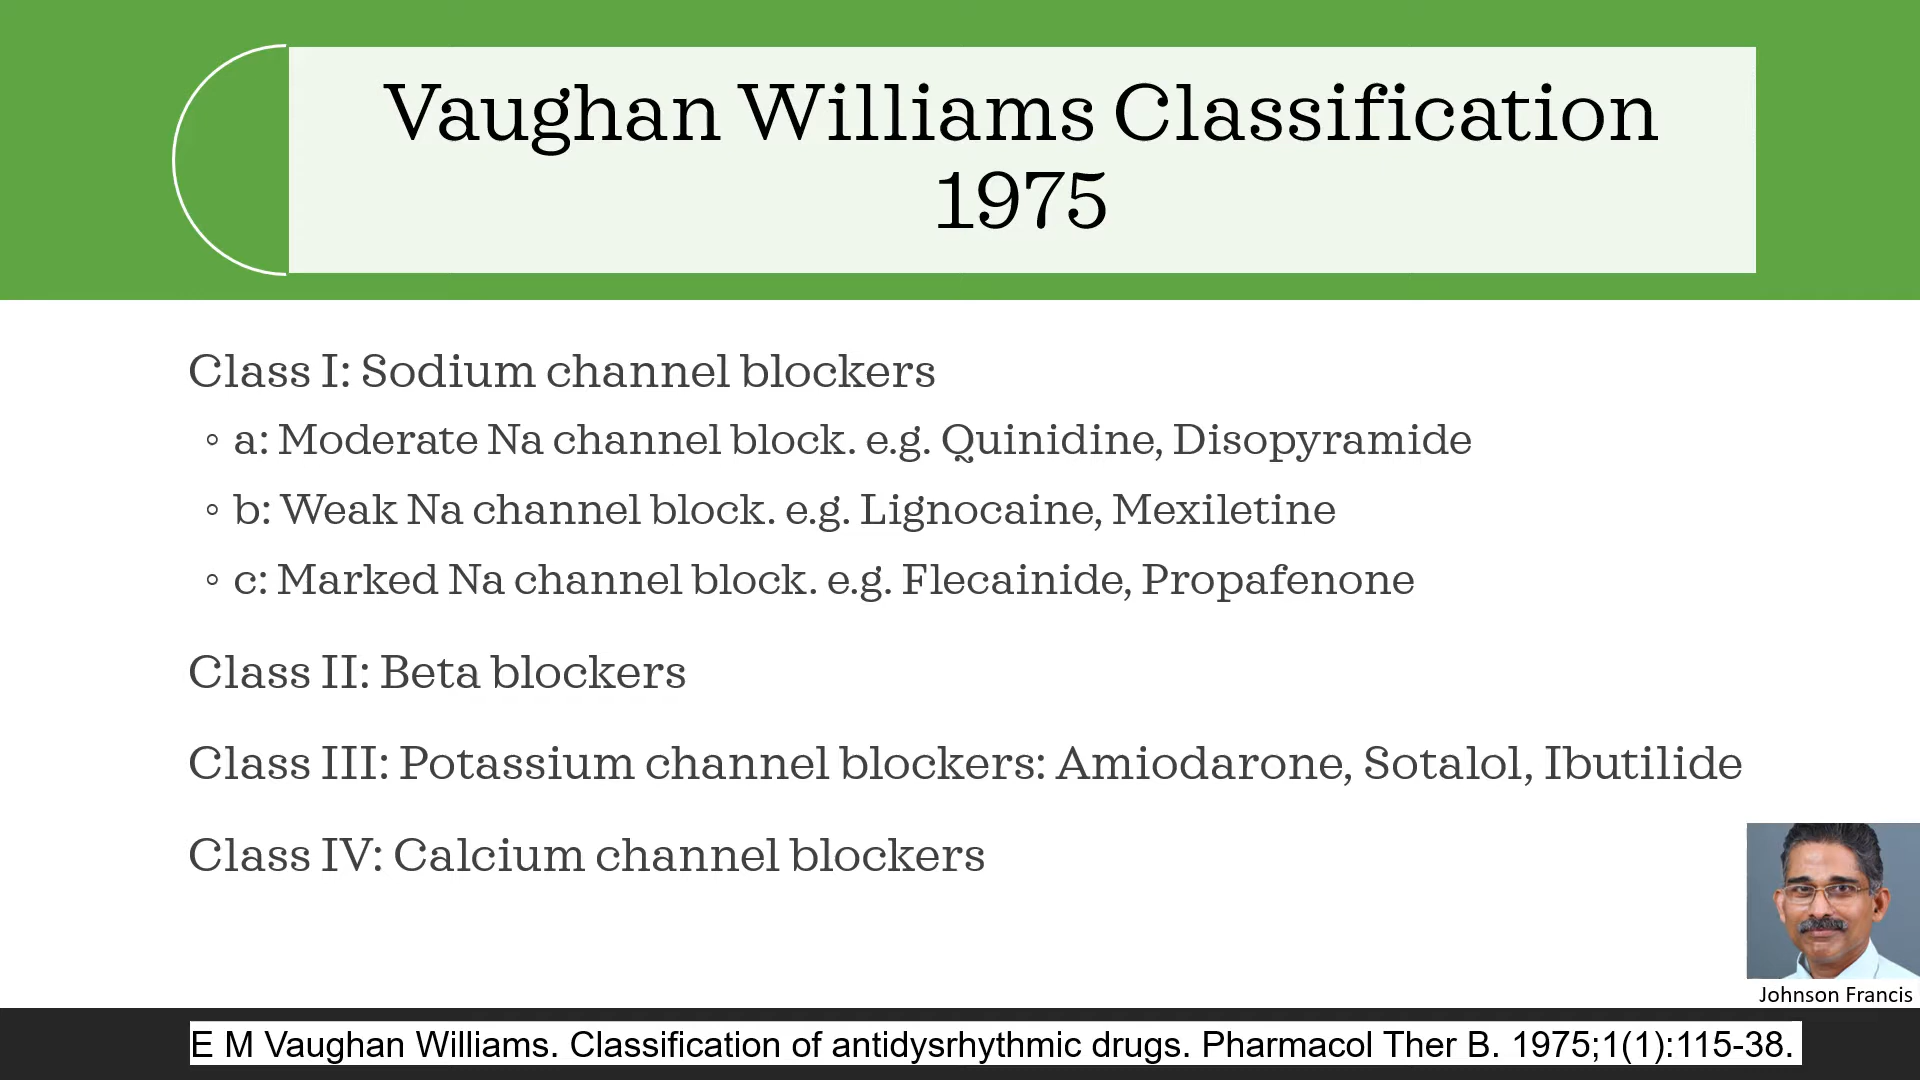 Vaughan Williams Classification
1975
Class I: Sodium channel blockers
◦ a: Moderate Na channel block. e.g. Quinidine, Disopyramide
◦ b: Weak Na channel block. e.g. Lignocaine, Mexiletine
◦ c: Marked Na channel block. e.g. Flecainide, Propafenone
Class II: Beta blockers
Class III: Potassium channel blockers: Amiodarone, Sotalol, Ibutilide
Class IV: Calcium channel blockers
Johnson Francis
E M Vaughan Williams. Classification of antidysrhythmic drugs. Pharmacol Ther B. 1975;1(1):115-38.